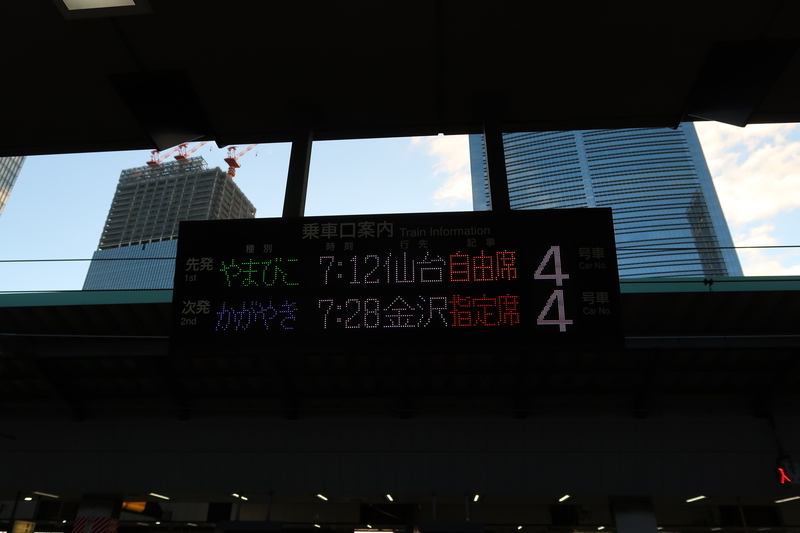 乗車口案内 Train Information
種別 時刻 行先 記事
先発 1st やまびこ 7:12 仙台 自由席 4 号車 Car No.
次発 2nd かがやき 7:28 金沢 指定席 4 号車 Car No.